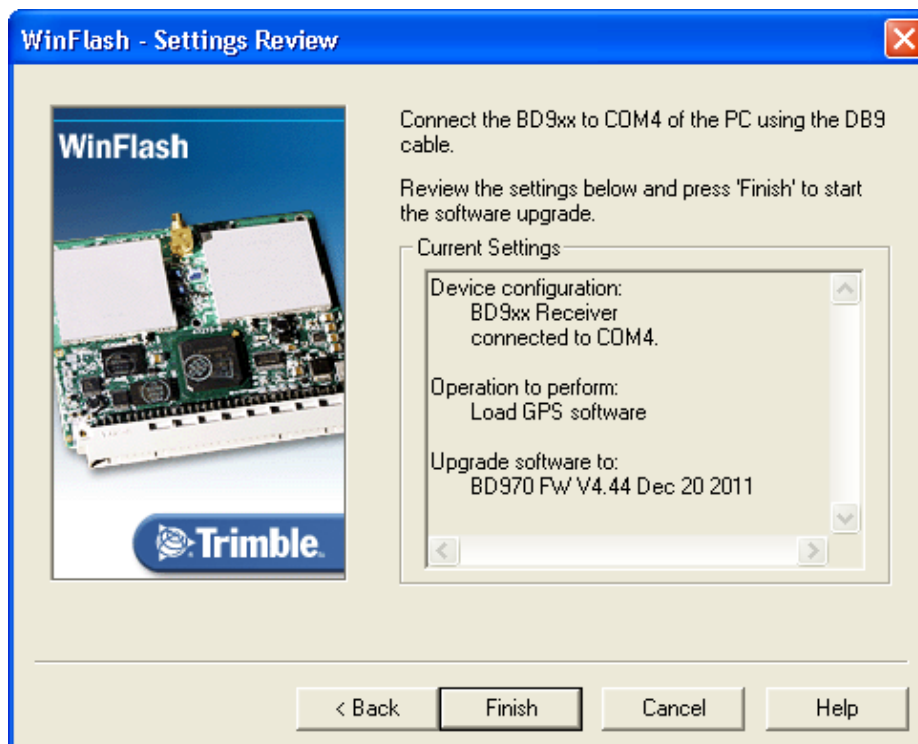 WinFlash - Settings Review
WinFlash
Trimble
Connect the BD9xx to COM4 of the PC using the DB9
cable.
Review the settings below and press 'Finish' to start
the software upgrade.
Current Settings
Device configuration:
BD9xx Receiver
connected to COM4.
Operation to perform:
Load GPS software
Upgrade software to:
BD970 FW V4.44 Dec 20 2011
< Back
Finish
Cancel
Help